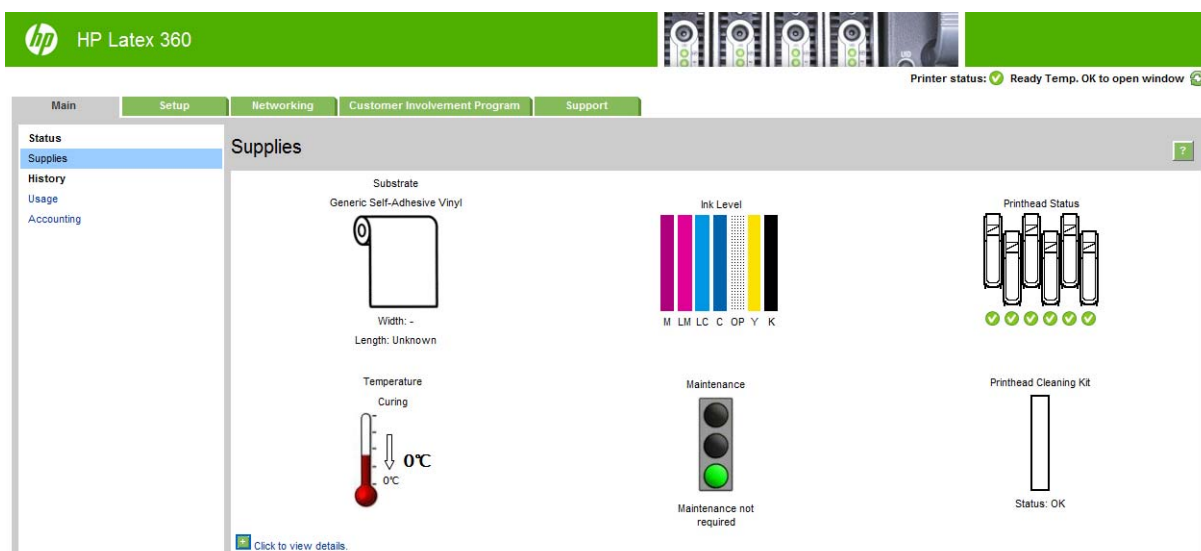 hp HP Latex 360
Printer status: Ready Temp. OK to open window
Main Setup Networking Customer Involvement Program Support
Status
Supplies
History
Usage
Accounting
Supplies
?
Substrate
Generic Self-Adhesive Vinyl
Width: -
Length: Unknown
Ink Level
M LM LC C OP Y K
Printhead Status
Temperature
Curing
0℃
0℃
Maintenance
Maintenance not
required
Printhead Cleaning Kit
Status: OK
Click to view details.